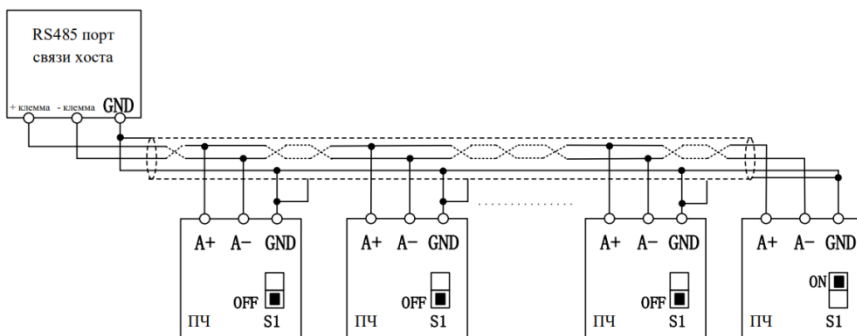 RS485 порт
связи хоста
+ клемма - клемма GND
A+ A- GND A+ A- GND A+ A- GND A+ A- GND
ON
OFF OFF OFF
ПЧ S1 ПЧ S1 ПЧ S1 ПЧ S1